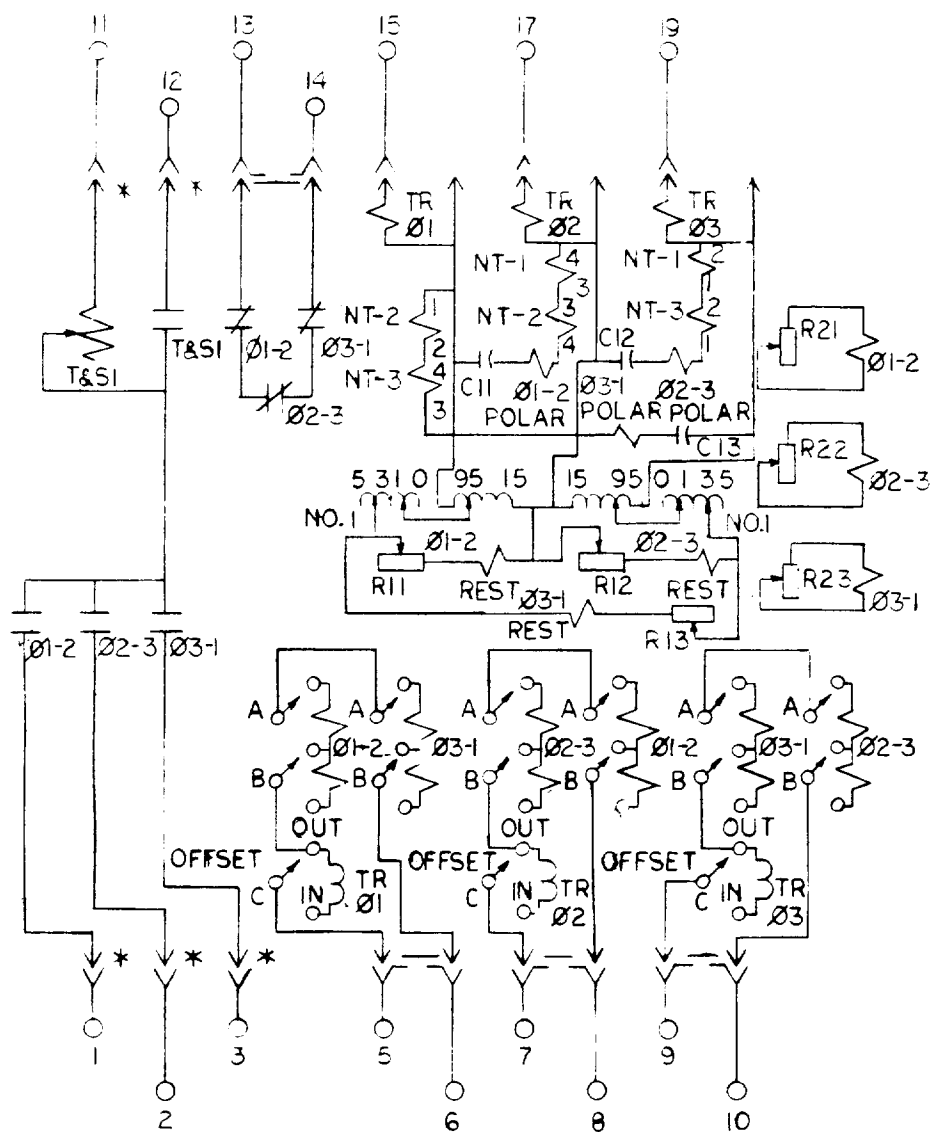 11 13 15 17 19
12 14
* *
TR TR TR
Ø1 Ø2 Ø3
NT-1 4 3 NT-1 2 1
NT-2 1 2 NT-2 3 4 NT-3 2 1
NT-3 4 3
T&S1 T&S1 Ø1-2 Ø3-1
Ø2-3
C11 Ø1-2 C12 Ø3-1 Ø2-3
POLAR POLAR POLAR
C13
R21 Ø1-2
R22 Ø2-3
R23 Ø3-1
5 3 1 0 95 15 15 95 0 1 3 5
NO.1 NO.1
Ø1-2 Ø2-3
R11 REST R12 REST
Ø3-1
REST R13
Ø1-2 Ø2-3 Ø3-1
A A A A A A
Ø1-2 Ø3-1 Ø2-3 Ø1-2 Ø3-1 Ø2-3
B B B B B B
OUT OUT OUT
OFFSET OFFSET OFFSET
C IN TR Ø1 C IN TR Ø2 C IN TR Ø3
* * *
1 3 5 7 9
2 6 8 10